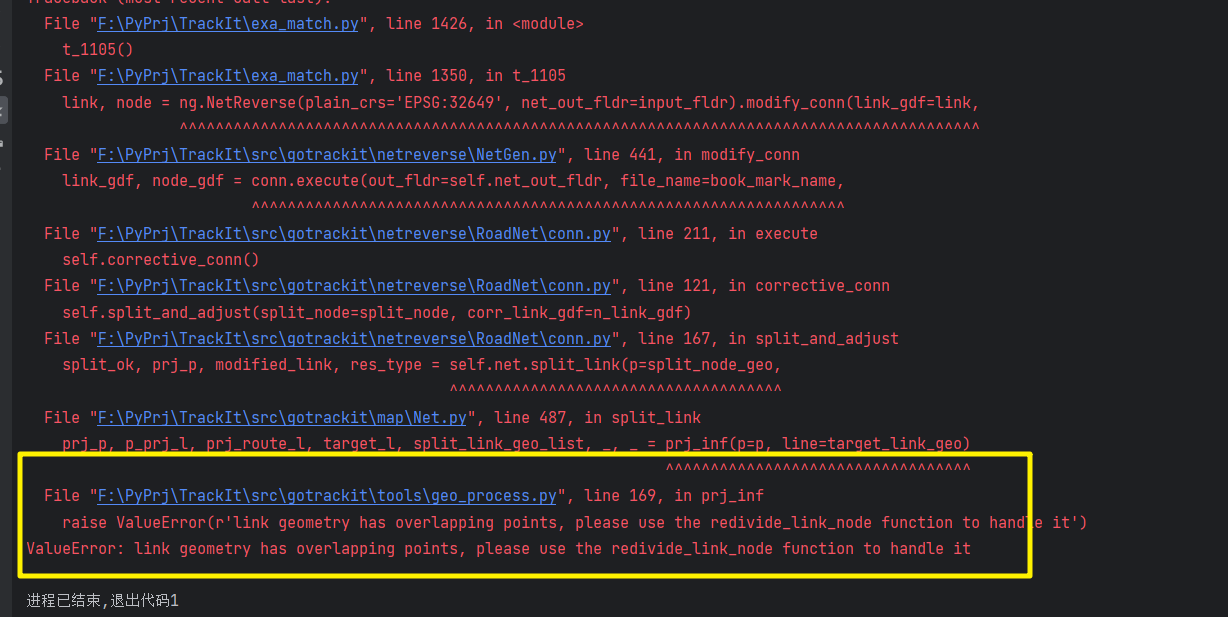 Traceback (most recent call last):
File "F:\PyPrj\TrackIt\exa_match.py", line 1426, in <module>
t_1105()
File "F:\PyPrj\TrackIt\exa_match.py", line 1350, in t_1105
link, node = ng.NetReverse(plain_crs='EPSG:32649', net_out_fldr=input_fldr).modify_conn(link_gdf=link,
^^^^^^^^^^^^^^^^^^^^^^^^^^^^^^^^^^^^^^^^^^^^^^^^^^^^^^^^^^^^^^^^^^^^^^^^^^^^^^^^^^^^^^^^^
File "F:\PyPrj\TrackIt\src\gotrackit\netreverse\NetGen.py", line 441, in modify_conn
link_gdf, node_gdf = conn.execute(out_fldr=self.net_out_fldr, file_name=book_mark_name,
^^^^^^^^^^^^^^^^^^^^^^^^^^^^^^^^^^^^^^^^^^^^^^^^^^^^^^^^^^^^^^^^^^
File "F:\PyPrj\TrackIt\src\gotrackit\netreverse\RoadNet\conn.py", line 211, in execute
self.corrective_conn()
File "F:\PyPrj\TrackIt\src\gotrackit\netreverse\RoadNet\conn.py", line 121, in corrective_conn
self.split_and_adjust(split_node=split_node, corr_link_gdf=n_link_gdf)
File "F:\PyPrj\TrackIt\src\gotrackit\netreverse\RoadNet\conn.py", line 167, in split_and_adjust
split_ok, prj_p, modified_link, res_type = self.net.split_link(p=split_node_geo,
^^^^^^^^^^^^^^^^^^^^^^^^^^^^^^^^^^^^^
File "F:\PyPrj\TrackIt\src\gotrackit\map\Net.py", line 487, in split_link
prj_p, p_prj_l, prj_route_l, target_l, split_link_geo_list, _, _ = prj_inf(p=p, line=target_link_geo)
^^^^^^^^^^^^^^^^^^^^^^^^^^^^^^^^^^
File "F:\PyPrj\TrackIt\src\gotrackit\tools\geo_process.py", line 169, in prj_inf
raise ValueError(r'link geometry has overlapping points, please use the redivide_link_node function to handle it')
ValueError: link geometry has overlapping points, please use the redivide_link_node function to handle it
进程已结束,退出代码1